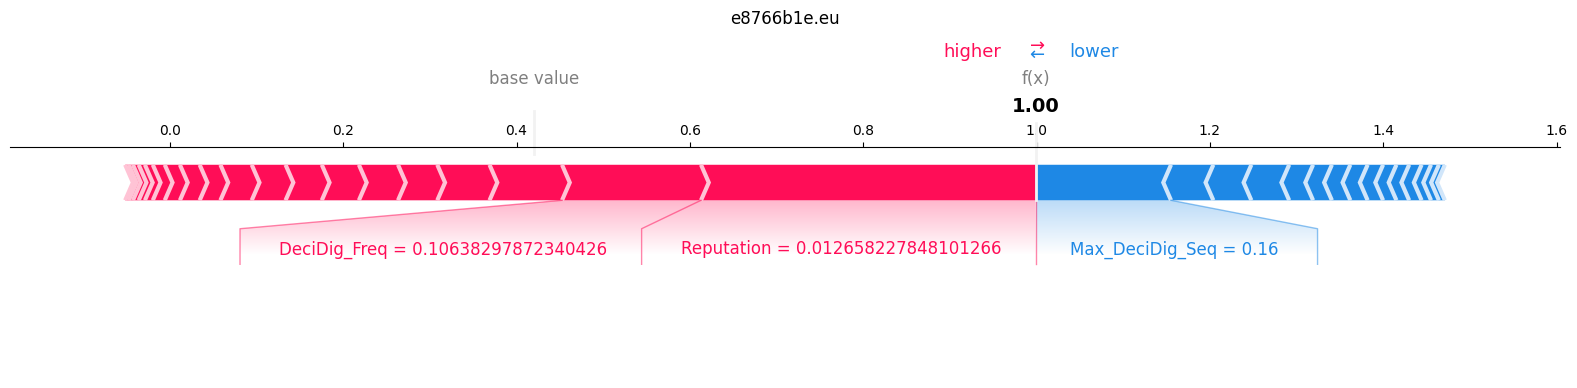 e8766b1e.eu
higher ⇄ lower
base value f(x)
1.00
0.0 0.2 0.4 0.6 0.8 1.0 1.2 1.4 1.6
DeciDig_Freq = 0.10638297872340426 Reputation = 0.012658227848101266 Max_DeciDig_Seq = 0.16